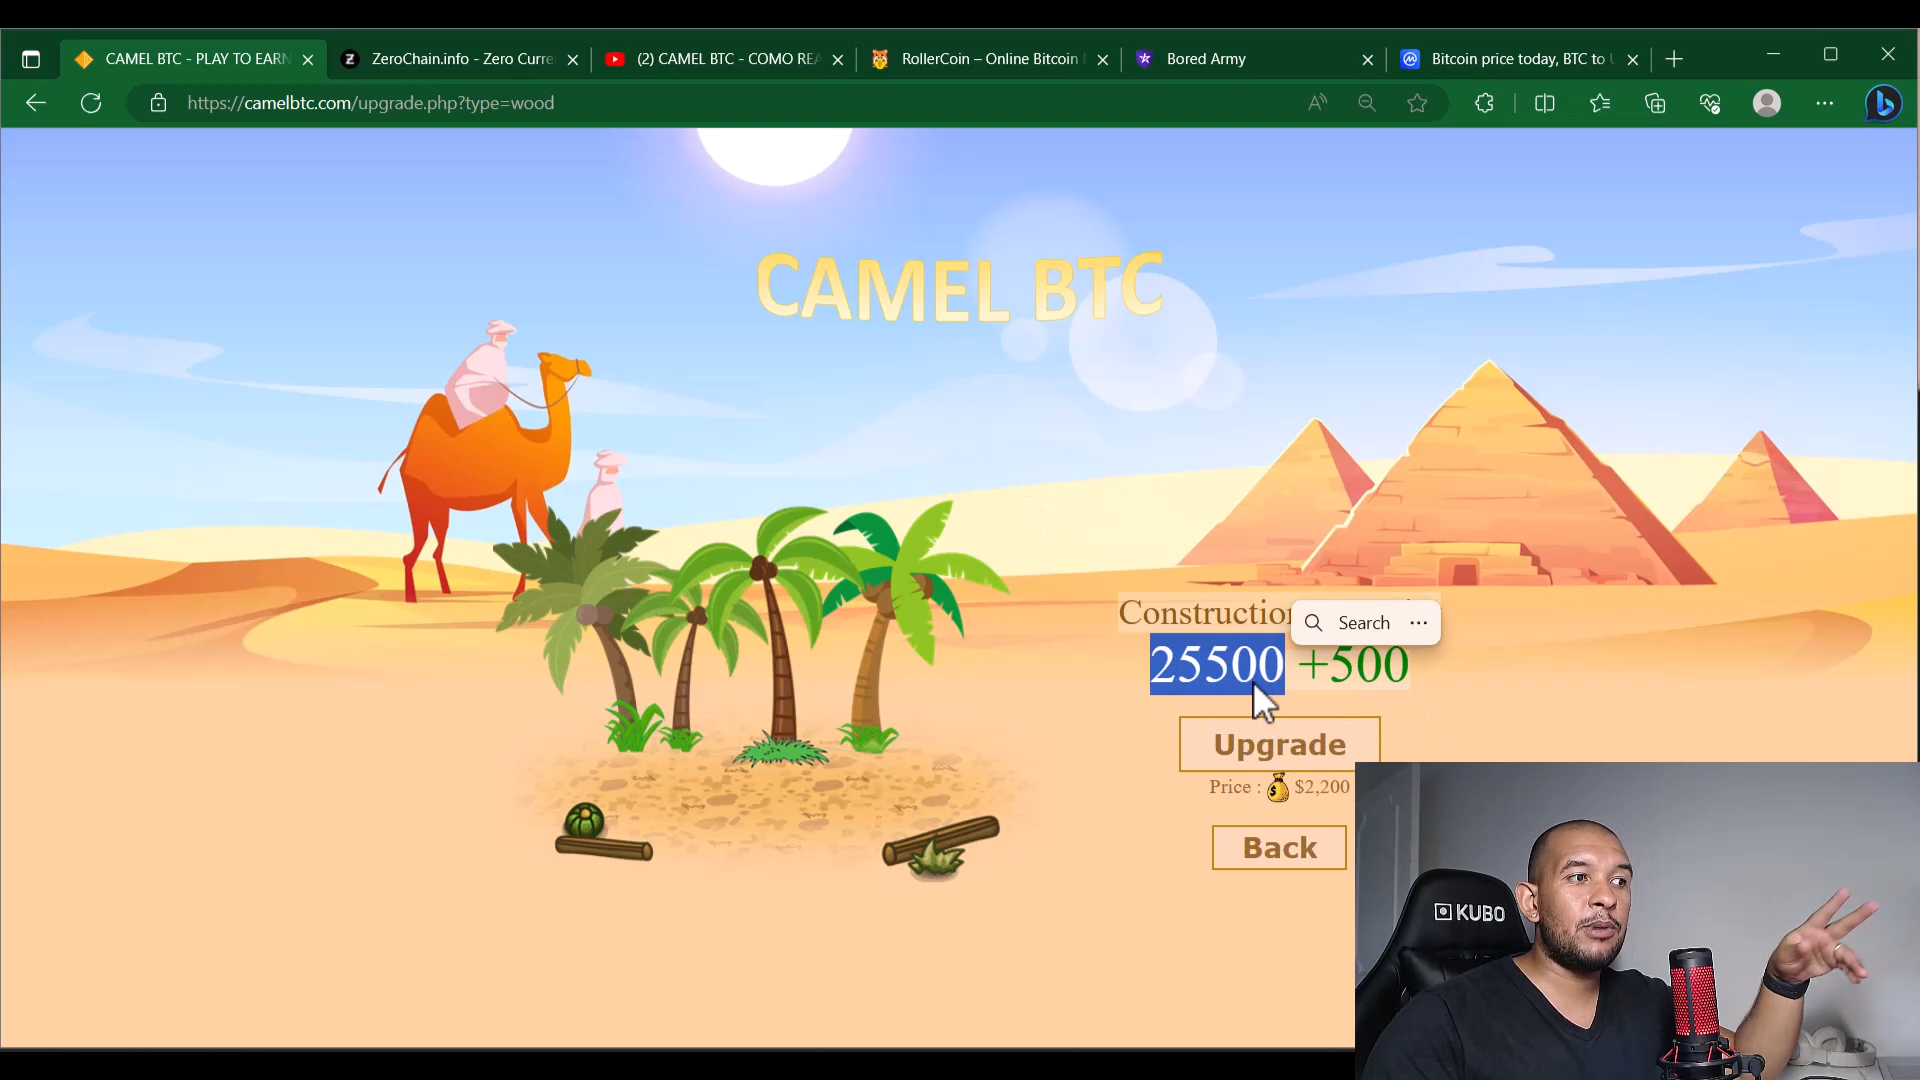 CAMEL BTC - PLAY TO EARN
ZeroChain.info - Zero Curre
(2) CAMEL BTC - COMO REA
RollerCoin – Online Bitcoin
Bored Army
Bitcoin price today, BTC to
https://camelbtc.com/upgrade.php?type=wood
CAMEL BTC
Construction
Search
25500 +500
Upgrade
Price : $2,200
Back
KUBO